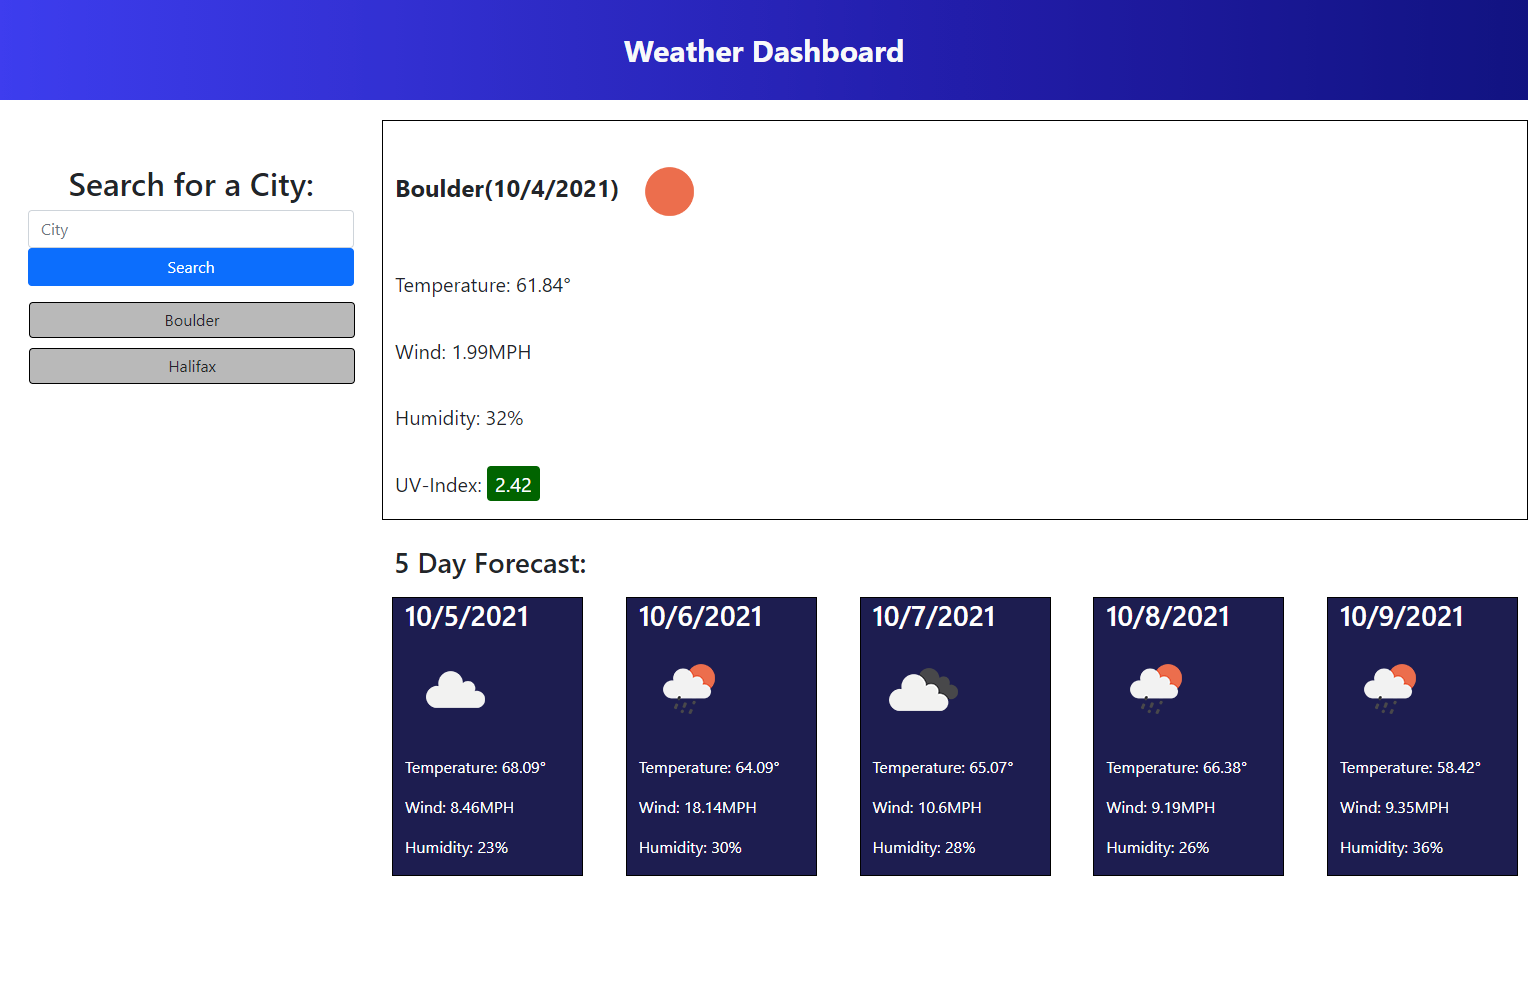 Weather Dashboard
Search for a City:
City
Search
Boulder
Halifax
Boulder(10/4/2021)
Temperature: 61.84°
Wind: 1.99MPH
Humidity: 32%
UV-Index: 2.42
5 Day Forecast:
10/5/2021
Temperature: 68.09°
Wind: 8.46MPH
Humidity: 23%
10/6/2021
Temperature: 64.09°
Wind: 18.14MPH
Humidity: 30%
10/7/2021
Temperature: 65.07°
Wind: 10.6MPH
Humidity: 28%
10/8/2021
Temperature: 66.38°
Wind: 9.19MPH
Humidity: 26%
10/9/2021
Temperature: 58.42°
Wind: 9.35MPH
Humidity: 36%